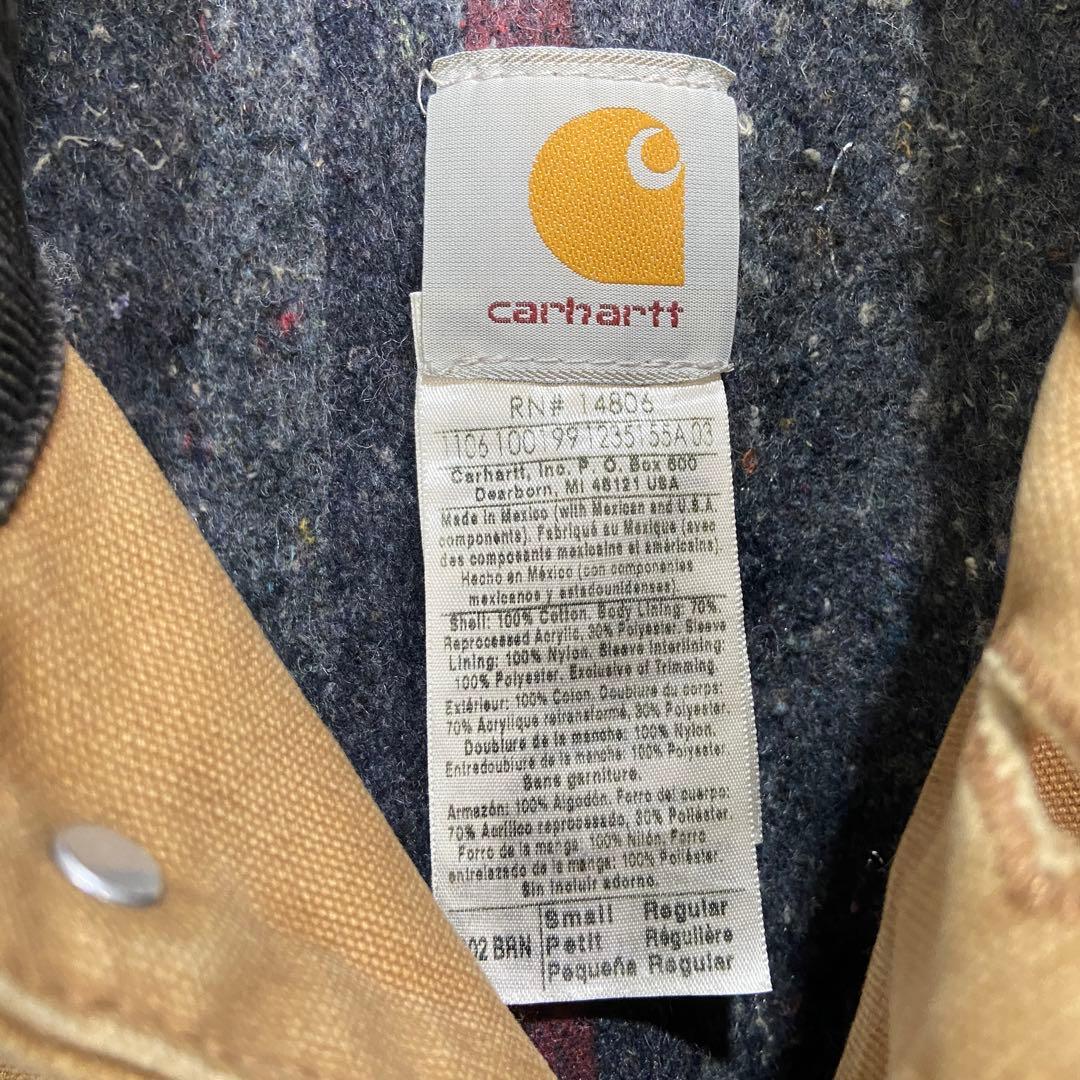 carhartt
RN# 14806
1106100 199 1235155A 03
Carhartt, Inc. P. O. Box 600
Dearborn, MI 48121 USA
Made in Mexico (with Mexican and U.S.A.
components). Fabriqué au Mexique (avec
des composants mexicains et américains).
Hecho en México (con componentes
mexicanos y estadounidenses).
Shell: 100% Cotton. Body Lining: 70%
Reprocessed Acrylic, 30% Polyester. Sleeve
Lining: 100% Nylon. Sleeve Interlining:
100% Polyester. Exclusive of Trimming.
Extérieur: 100% Coton. Doublure du corps:
70% Acrylique retransformé, 30% Polyester.
Doublure de la manche: 100% Nylon.
Entredoublure de la manche: 100% Polyester.
Sans garniture.
Armazón: 100% Algodón. Forro del cuerpo:
70% Acrílico reprocesado, 30% Poliéster.
Forro de la manga: 100% Nilón. Forro
entrelazado de la manga: 100% Poliéster.
Sin incluir adorno.
02 BRN
Small Regular
Petit Régulière
Pequeña Regular